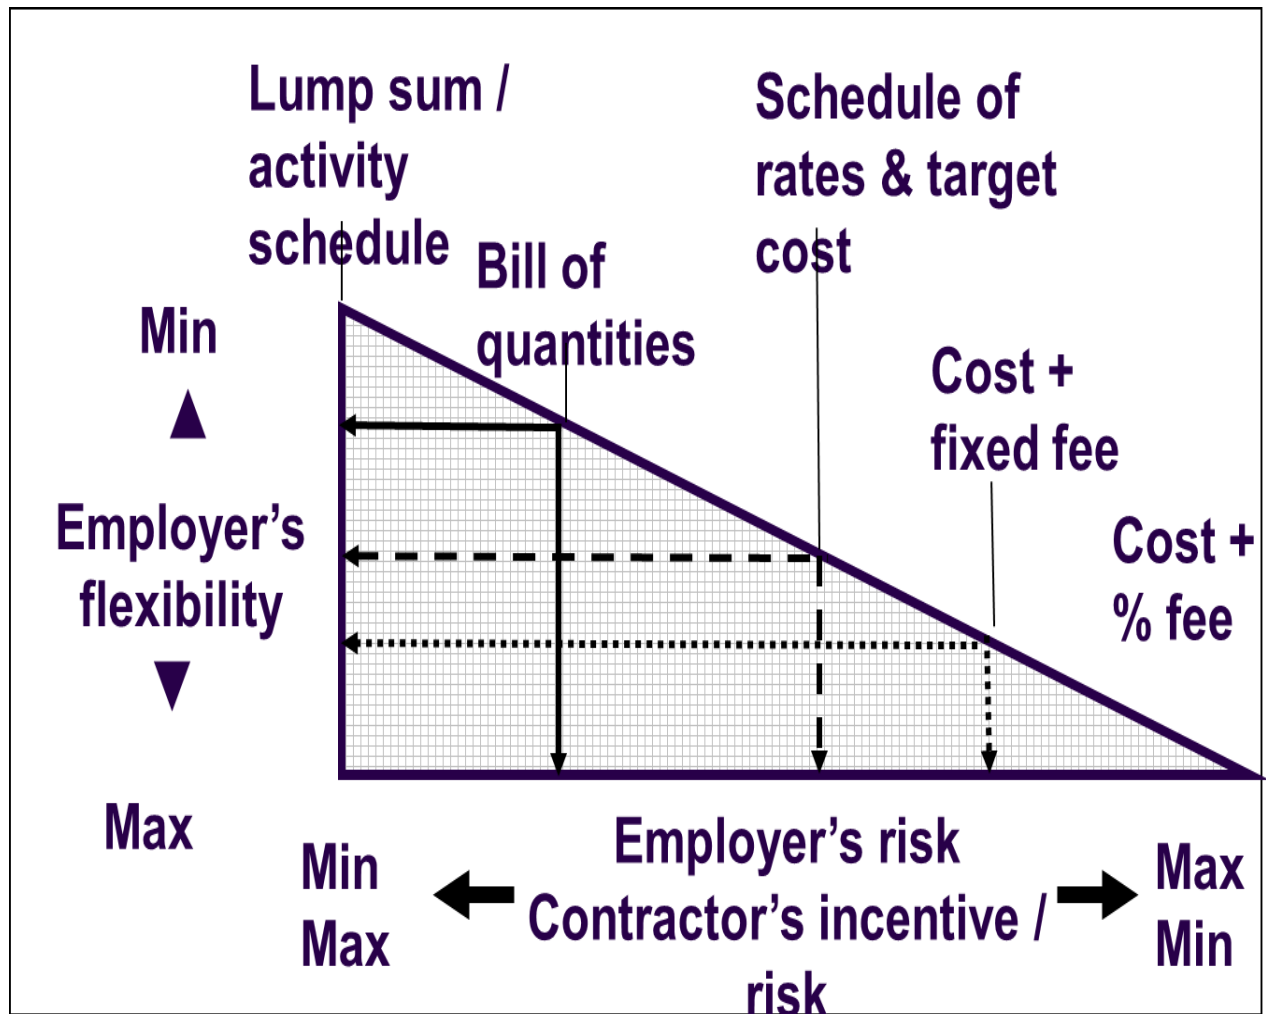 Lump sum /
activity
schedule
Schedule of
rates & target
cost
Bill of
quantities
Min
Cost +
fixed fee
Employer’s
flexibility
Cost +
% fee
Max
Employer’s risk
Contractor’s incentive /
risk
Min
Max
Max
Min